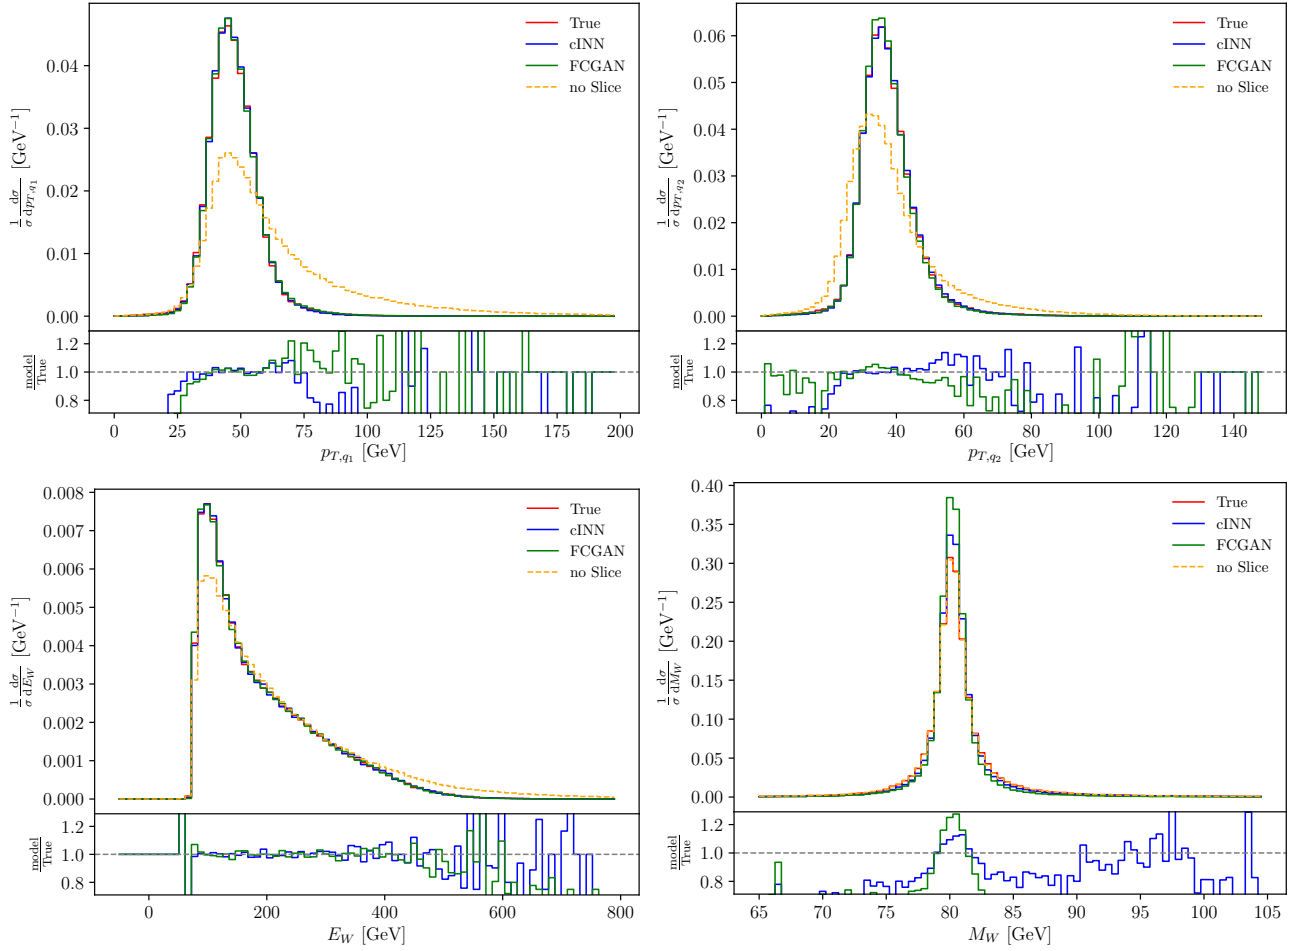 True
cINN
FCGAN
no Slice
0.04
0.03
0.02
0.01
0.00
1/σ dσ/dp_{T,q_1} [GeV⁻¹]
1.2
1.0
0.8
model/True
0 25 50 75 100 125 150 175 200
p_{T,q_1} [GeV]
True
cINN
FCGAN
no Slice
0.06
0.05
0.04
0.03
0.02
0.01
0.00
1/σ dσ/dp_{T,q_2} [GeV⁻¹]
1.2
1.0
0.8
model/True
0 20 40 60 80 100 120 140
p_{T,q_2} [GeV]
True
cINN
FCGAN
no Slice
0.008
0.007
0.006
0.005
0.004
0.003
0.002
0.001
0.000
1/σ dσ/dE_W [GeV⁻¹]
1.2
1.0
0.8
model/True
0 200 400 600 800
E_W [GeV]
True
cINN
FCGAN
no Slice
0.40
0.35
0.30
0.25
0.20
0.15
0.10
0.05
0.00
1/σ dσ/dM_W [GeV⁻¹]
1.2
1.0
0.8
model/True
65 70 75 80 85 90 95 100 105
M_W [GeV]